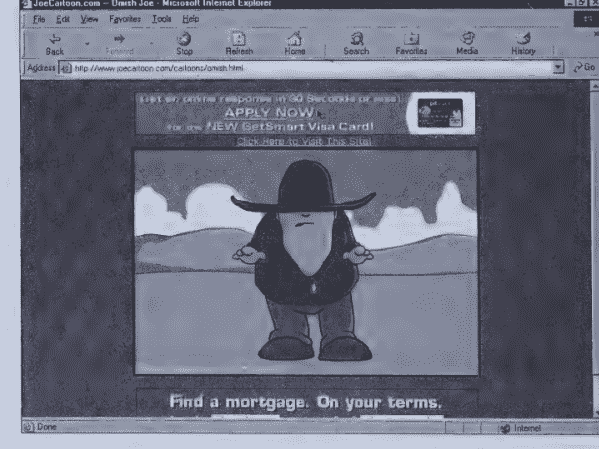 JoeCartoon.com -- Omish Joe - Microsoft Internet Explorer
File Edit View Favorites Tools Help
Back Forward Stop Refresh Home Search Favorites Media History
Address http://www.joecartoon.com/cartoons/omish.html Go
Get an online response in 30 Seconds or less!
APPLY NOW
for the NEW GetSmart Visa Card!
Click Here to Visit This Site!
Find a mortgage. On your terms.
Done Internet